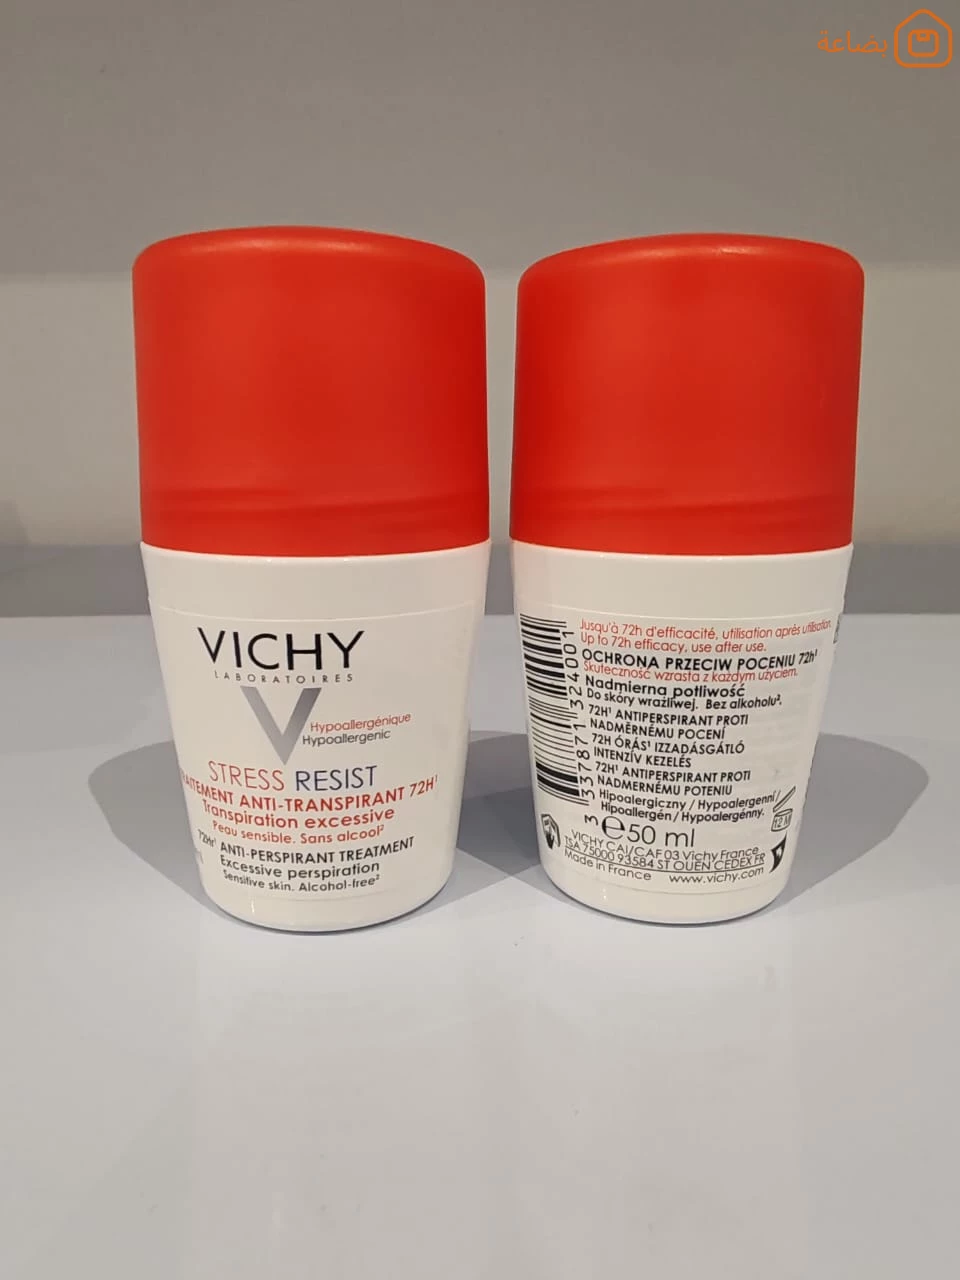 بضاعة
VICHY
LABORATOIRES
Hypoallergénique
Hypoallergenic
STRESS RESIST
ANTI-TRANSPIRANT 72H¹
Transpiration excessive
Peau sensible. Sans alcool²
72Hr¹ ANTI-PERSPIRANT TREATMENT
Excessive perspiration
Sensitive skin. Alcohol-free²
Jusqu'à 72h d'efficacité, utilisation après utilisation.
Up to 72h efficacy, use after use.
OCHRONA PRZECIW POCENIU 72h¹
Skuteczność wzrasta z każdym użyciem.
Nadmierna potliwość
Do skóry wrażliwej. Bez alkoholu².
72H¹ ANTIPERSPIRANT PROTI
NADMĚRNÉMU POCENÍ
72H ÓRÁS¹ IZZADÁSGÁTLÓ
INTENZÍV KEZELÉS
72H¹ ANTIPERSPIRANT PROTI
NADMERNÉMU POTENIU
Hipoalergiczny / Hypoalergenní /
Hipoallergén / Hypoalergénny.
3 337871 324001
℮50 ml
12 M
VICHY CAI/CAF 03 Vichy France
TSA 75000 93584 ST OUEN CEDEX FR
Made in France www.vichy.com